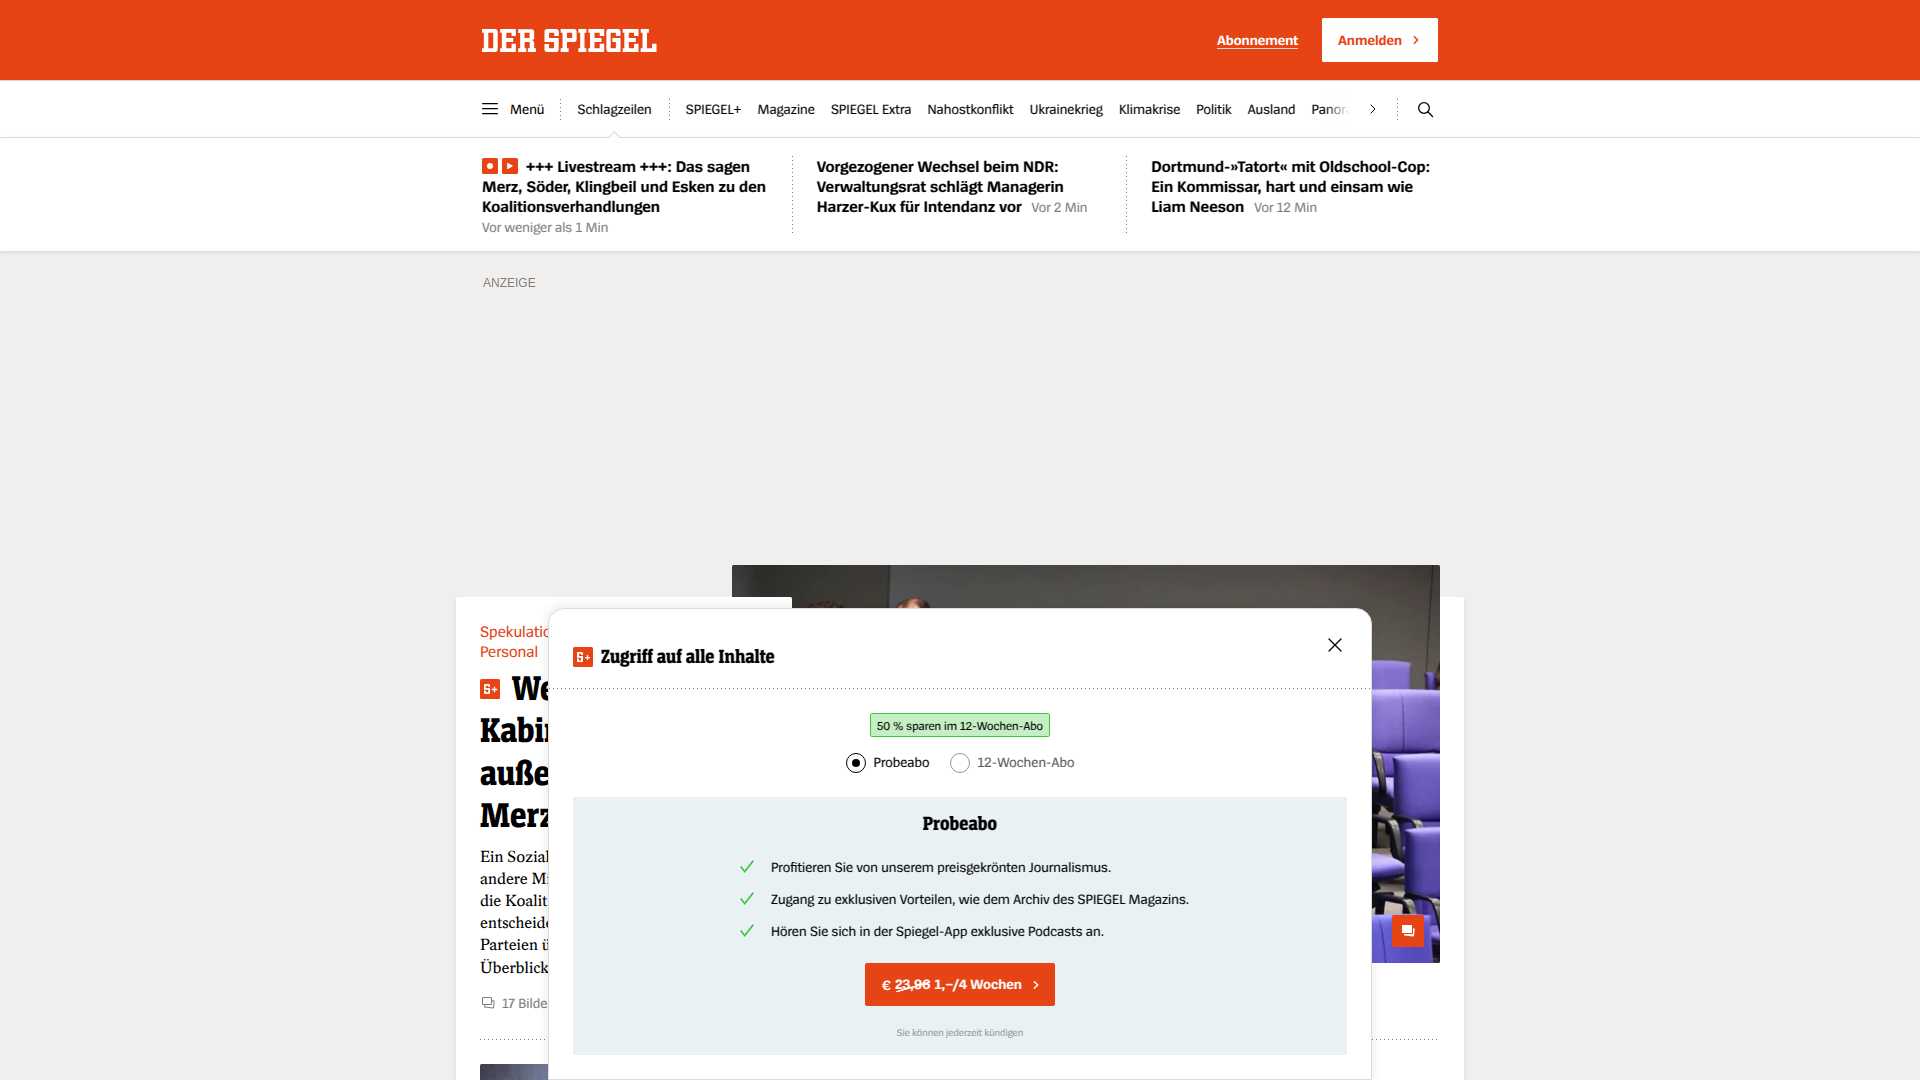 DER SPIEGEL
Abonnement
Anmelden
Menü
Schlagzeilen
SPIEGEL+
Magazine
SPIEGEL Extra
Nahostkonflikt
Ukrainekrieg
Klimakrise
Politik
Ausland
Panor
+++ Livestream +++: Das sagen
Merz, Söder, Klingbeil und Esken zu den
Koalitionsverhandlungen
Vor weniger als 1 Min
Vorgezogener Wechsel beim NDR:
Verwaltungsrat schlägt Managerin
Harzer-Kux für Intendanz vor Vor 2 Min
Dortmund-»Tatort« mit Oldschool-Cop:
Ein Kommissar, hart und einsam wie
Liam Neeson Vor 12 Min
ANZEIGE
Spekulatio
Personal
We
Kabin
auße
Merz
Ein Sozial
andere Mi
die Koalit
entscheide
Parteien ü
Überblick
17 Bilde
Zugriff auf alle Inhalte
50 % sparen im 12-Wochen-Abo
Probeabo
12-Wochen-Abo
Probeabo
Profitieren Sie von unserem preisgekrönten Journalismus.
Zugang zu exklusiven Vorteilen, wie dem Archiv des SPIEGEL Magazins.
Hören Sie sich in der Spiegel-App exklusive Podcasts an.
€ 23,96 1,–/4 Wochen
Sie können jederzeit kündigen